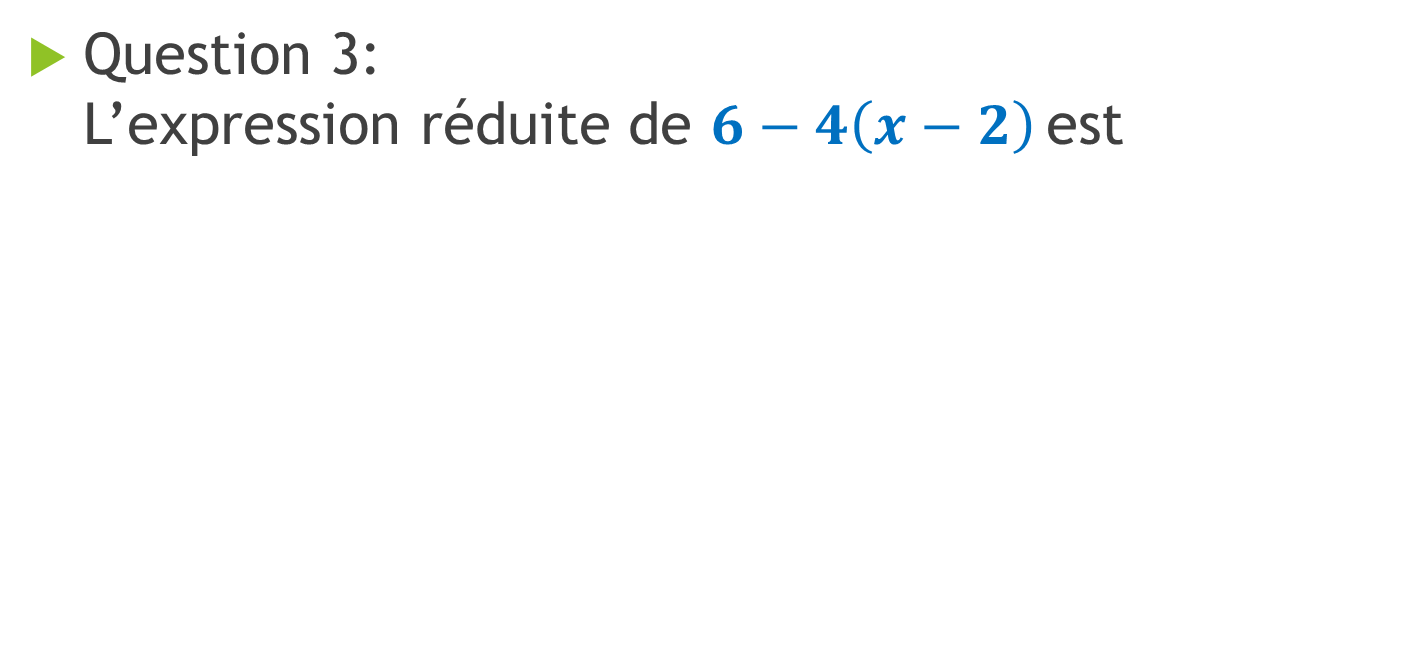 Question 3:
L’expression réduite de 6 − 4(x − 2) est